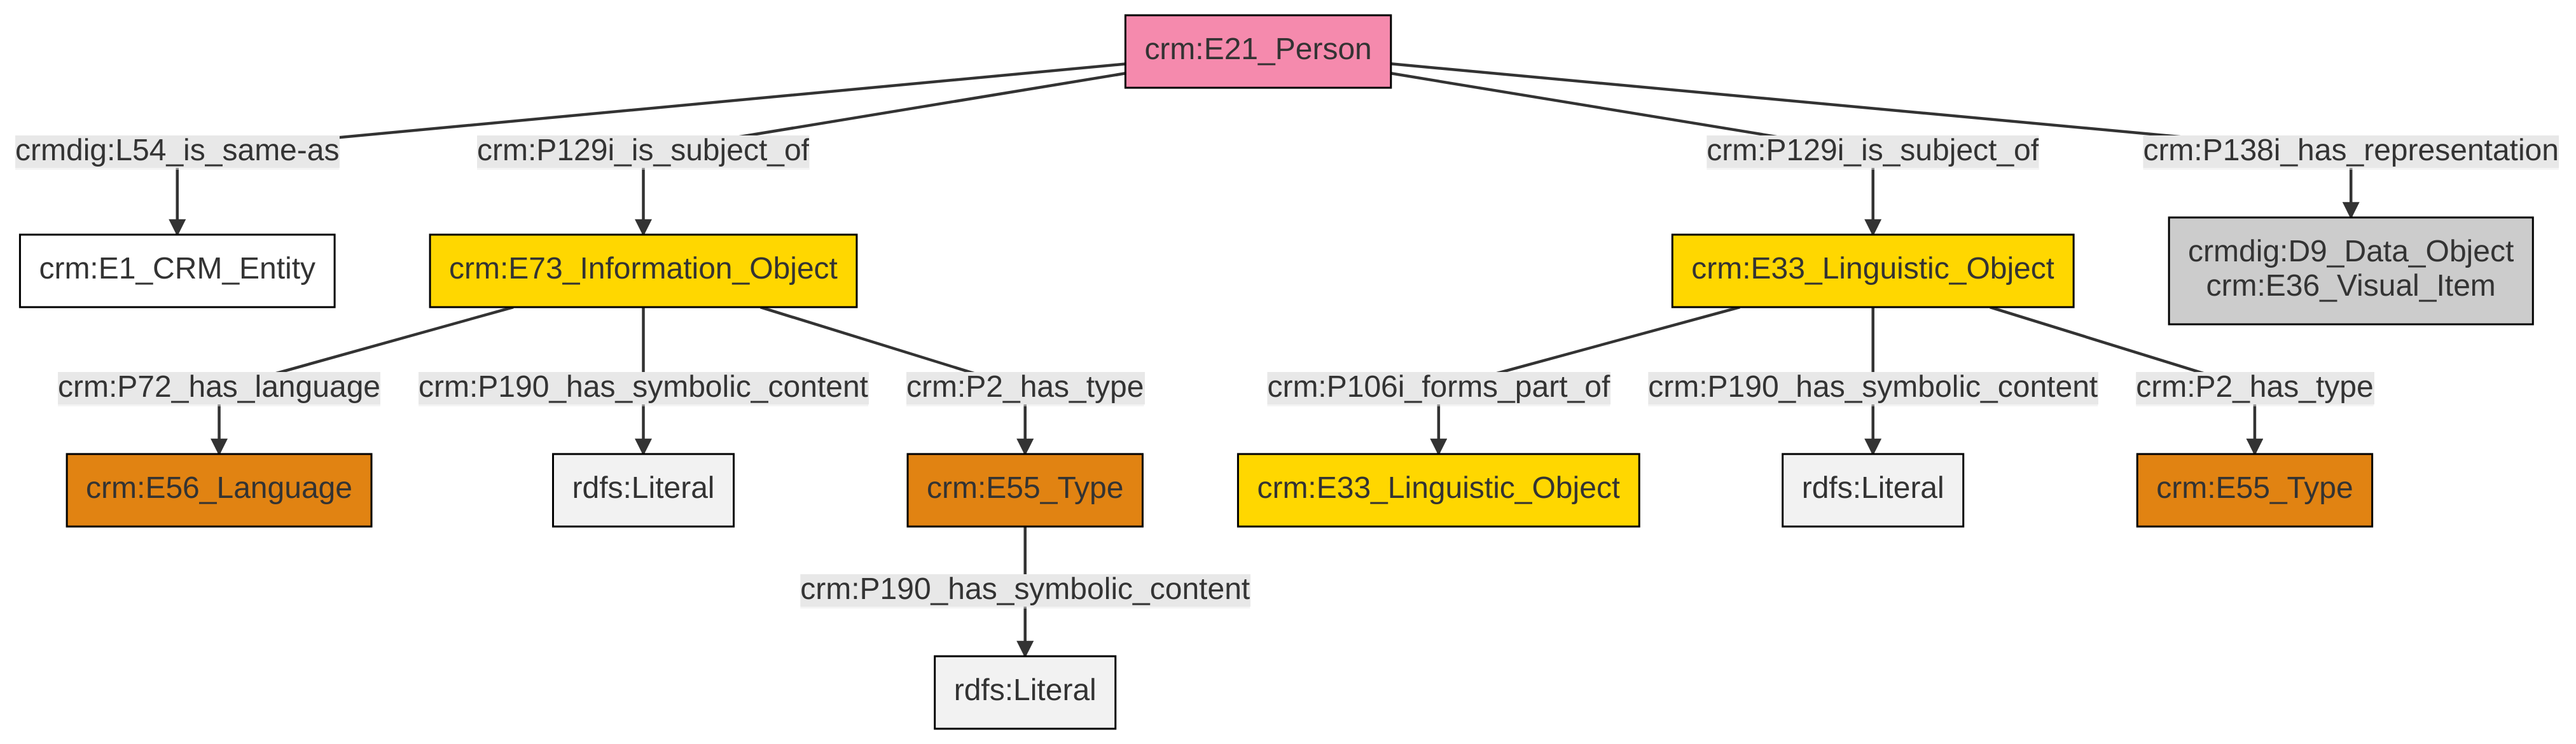 crm:E21_Person
crmdig:L54_is_same-as
crm:P129i_is_subject_of
crm:P129i_is_subject_of
crm:P138i_has_representation
crm:E1_CRM_Entity
crm:E73_Information_Object
crm:E33_Linguistic_Object
crmdig:D9_Data_Object
crm:E36_Visual_Item
crm:P72_has_language
crm:P190_has_symbolic_content
crm:P2_has_type
crm:P106i_forms_part_of
crm:P190_has_symbolic_content
crm:P2_has_type
crm:E56_Language
rdfs:Literal
crm:E55_Type
crm:E33_Linguistic_Object
rdfs:Literal
crm:E55_Type
crm:P190_has_symbolic_content
rdfs:Literal